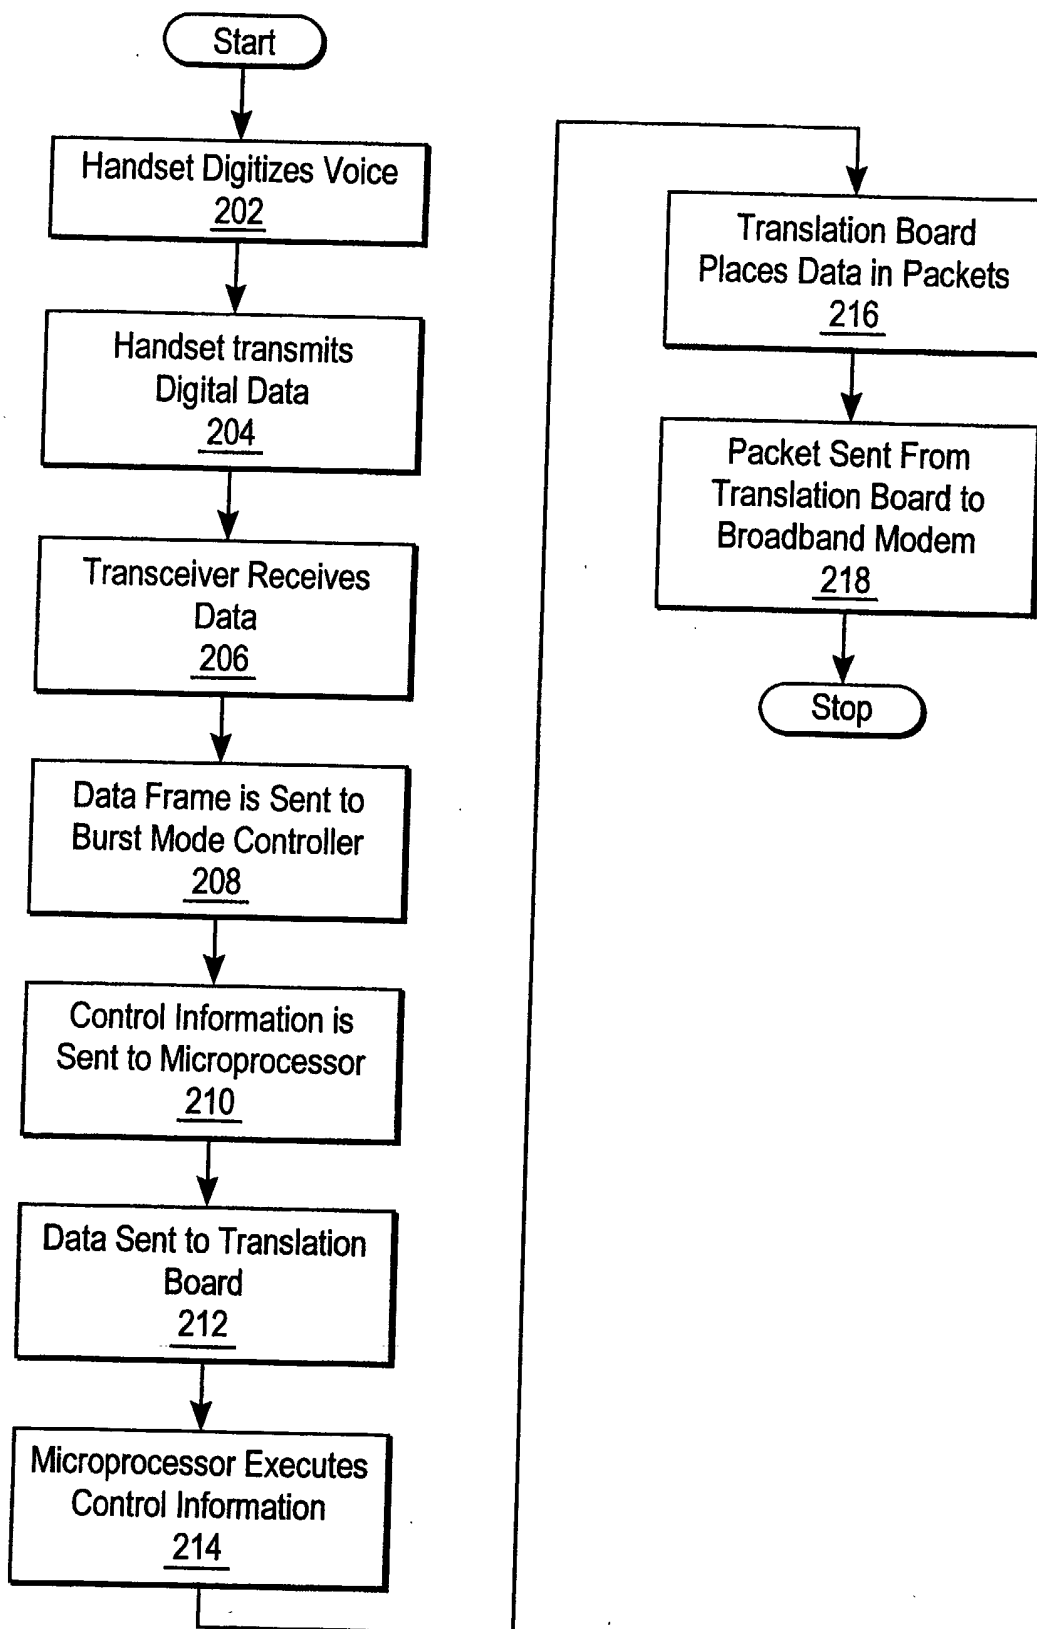 Start
Handset Digitizes Voice
202
Handset transmits
Digital Data
204
Transceiver Receives
Data
206
Data Frame is Sent to
Burst Mode Controller
208
Control Information is
Sent to Microprocessor
210
Data Sent to Translation
Board
212
Microprocessor Executes
Control Information
214
Translation Board
Places Data in Packets
216
Packet Sent From
Translation Board to
Broadband Modem
218
Stop